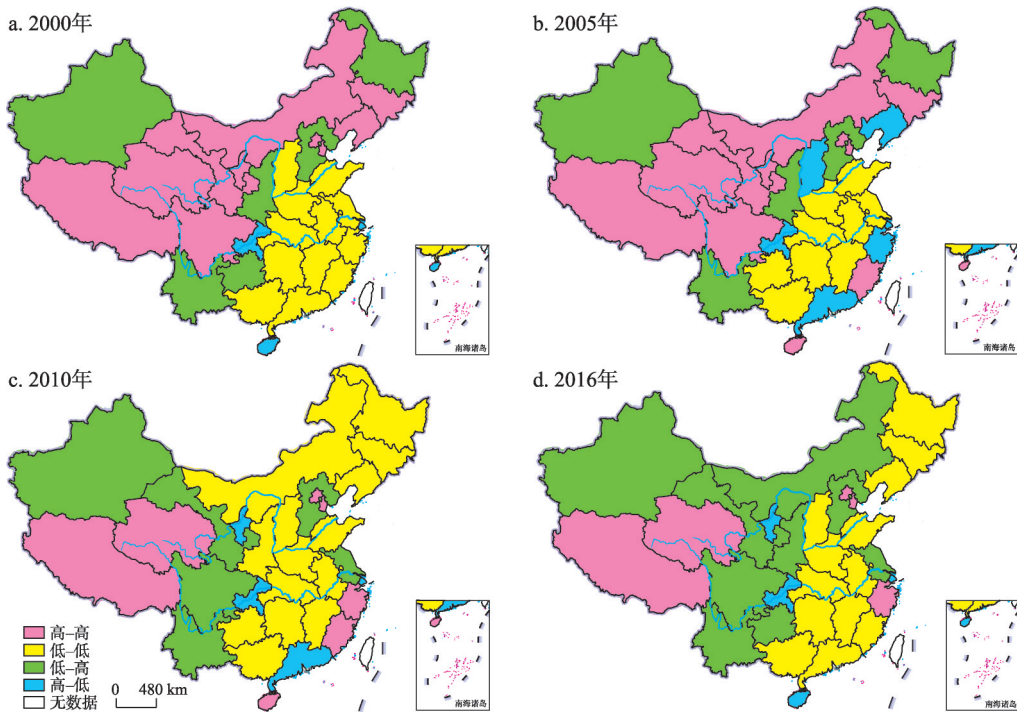 a. 2000年
b. 2005年
南海诸岛
南海诸岛
c. 2010年
d. 2016年
高–高
低–低
低–高
高–低
无数据
0 480 km
南海诸岛
南海诸岛